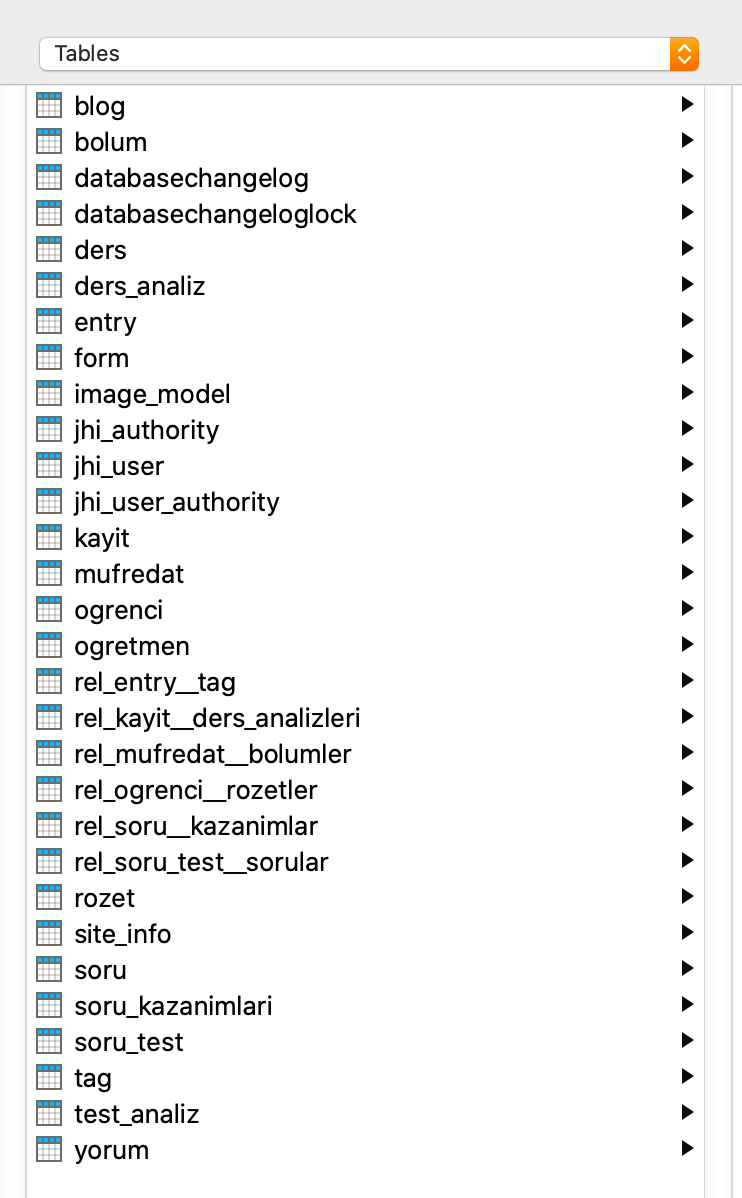 Tables
blog
bolum
databasechangelog
databasechangeloglock
ders
ders_analiz
entry
form
image_model
jhi_authority
jhi_user
jhi_user_authority
kayit
mufredat
ogrenci
ogretmen
rel_entry__tag
rel_kayit__ders_analizleri
rel_mufredat__bolumler
rel_ogrenci__rozetler
rel_soru__kazanimlar
rel_soru_test__sorular
rozet
site_info
soru
soru_kazanimlari
soru_test
tag
test_analiz
yorum